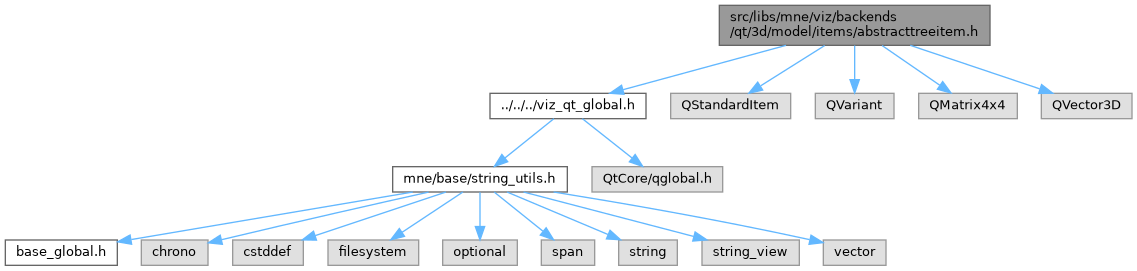 src/libs/mne/viz/backends
/qt/3d/model/items/abstracttreeitem.h
../../../viz_qt_global.h
QStandardItem
QVariant
QMatrix4x4
QVector3D
mne/base/string_utils.h
QtCore/qglobal.h
base_global.h
chrono
cstddef
filesystem
optional
span
string
string_view
vector